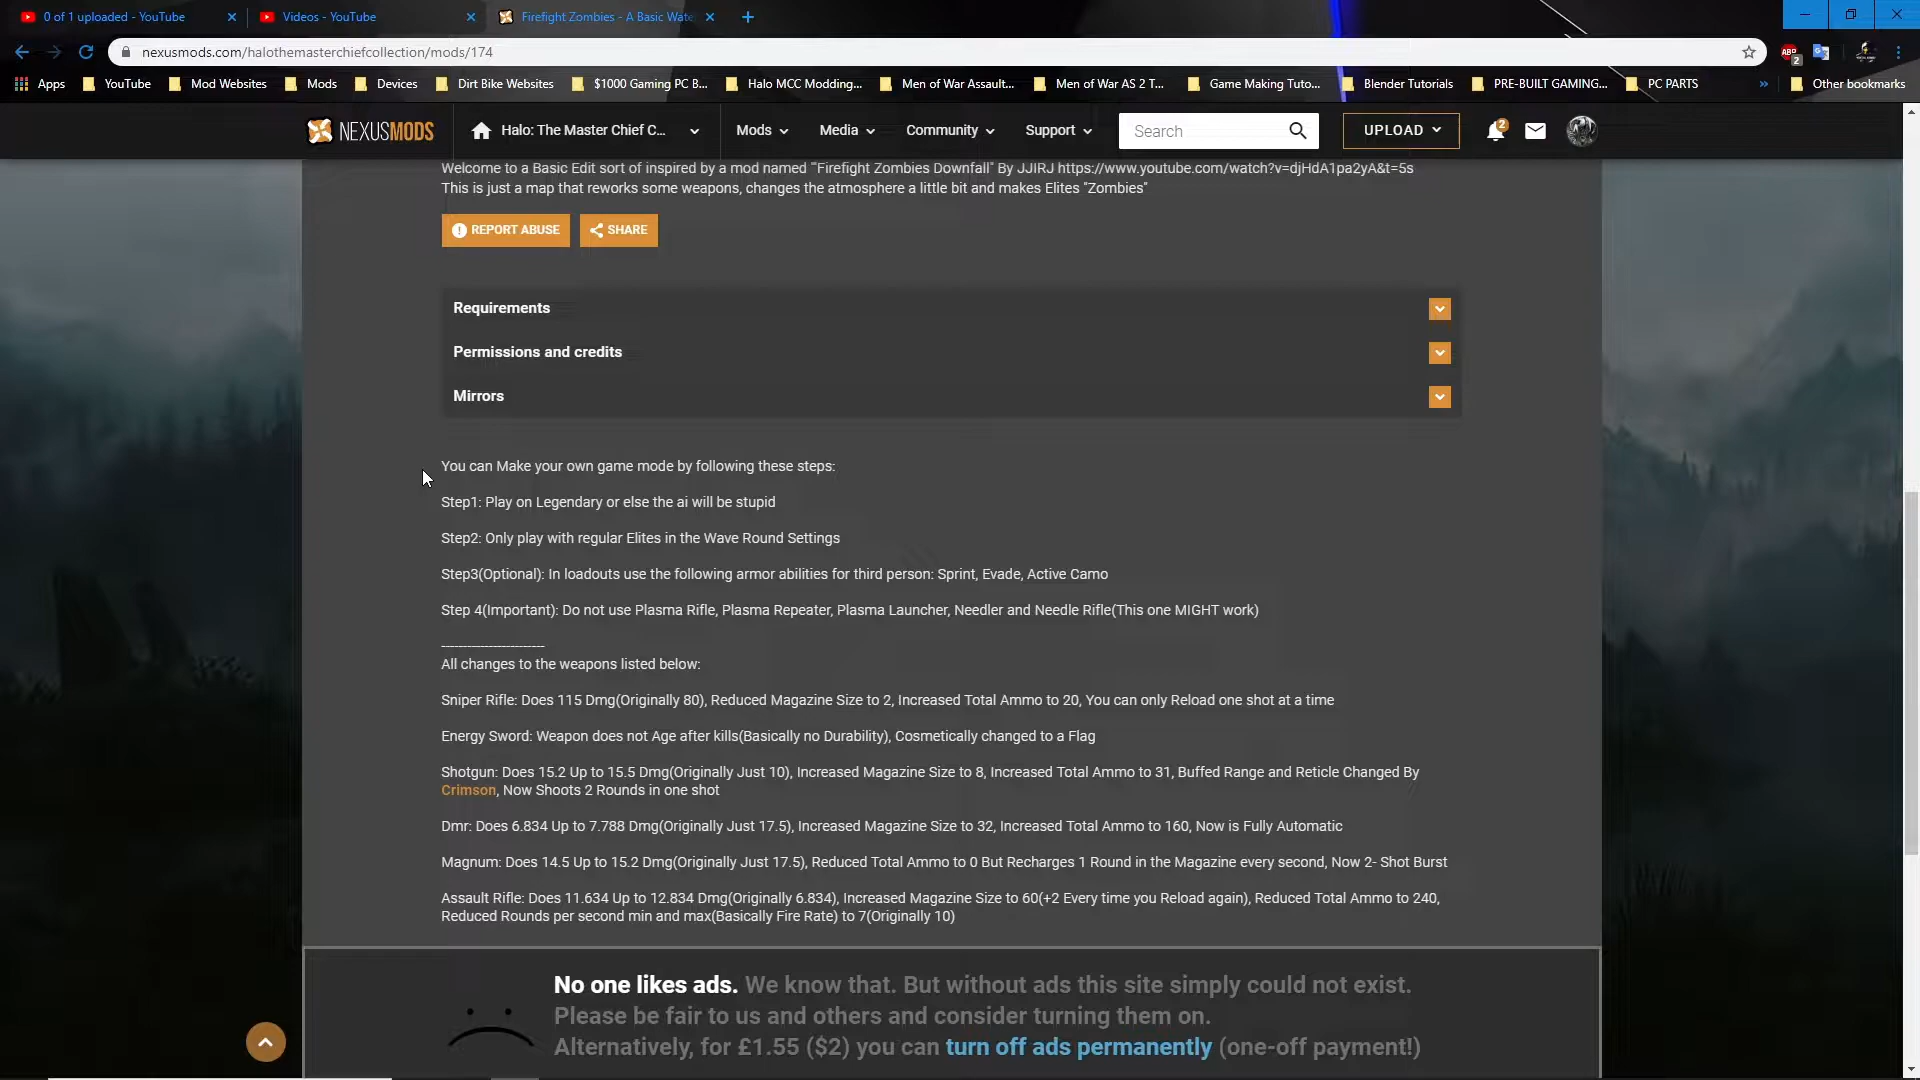 0 of 1 uploaded - YouTube
Videos - YouTube
Firefight Zombies - A Basic Wate
nexusmods.com/halothemasterchiefcollection/mods/174
ABP
2
Apps
YouTube
Mod Websites
Mods
Devices
Dirt Bike Websites
$1000 Gaming PC B...
Halo MCC Modding...
Men of War Assault...
Men of War AS 2 T...
Game Making Tuto...
Blender Tutorials
PRE-BUILT GAMING...
PC PARTS
»
Other bookmarks
NEXUSMODS
Halo: The Master Chief C...
Mods
Media
Community
Support
Search
UPLOAD
2
Welcome to a Basic Edit sort of inspired by a mod named "'Firefight Zombies Downfall" By JJIRJ https://www.youtube.com/watch?v=djHdA1pa2yA&t=5s
This is just a map that reworks some weapons, changes the atmosphere a little bit and makes Elites "Zombies"
REPORT ABUSE
SHARE
Requirements
Permissions and credits
Mirrors
You can Make your own game mode by following these steps:
Step1: Play on Legendary or else the ai will be stupid
Step2: Only play with regular Elites in the Wave Round Settings
Step3(Optional): In loadouts use the following armor abilities for third person: Sprint, Evade, Active Camo
Step 4(Important): Do not use Plasma Rifle, Plasma Repeater, Plasma Launcher, Needler and Needle Rifle(This one MIGHT work)
------------------------
All changes to the weapons listed below:
Sniper Rifle: Does 115 Dmg(Originally 80), Reduced Magazine Size to 2, Increased Total Ammo to 20, You can only Reload one shot at a time
Energy Sword: Weapon does not Age after kills(Basically no Durability), Cosmetically changed to a Flag
Shotgun: Does 15.2 Up to 15.5 Dmg(Originally Just 10), Increased Magazine Size to 8, Increased Total Ammo to 31, Buffed Range and Reticle Changed By
Crimson, Now Shoots 2 Rounds in one shot
Dmr: Does 6.834 Up to 7.788 Dmg(Originally Just 17.5), Increased Magazine Size to 32, Increased Total Ammo to 160, Now is Fully Automatic
Magnum: Does 14.5 Up to 15.2 Dmg(Originally Just 17.5), Reduced Total Ammo to 0 But Recharges 1 Round in the Magazine every second, Now 2- Shot Burst
Assault Rifle: Does 11.634 Up to 12.834 Dmg(Originally 6.834), Increased Magazine Size to 60(+2 Every time you Reload again), Reduced Total Ammo to 240,
Reduced Rounds per second min and max(Basically Fire Rate) to 7(Originally 10)
No one likes ads. We know that. But without ads this site simply could not exist.
Please be fair to us and others and consider turning them on.
Alternatively, for £1.55 ($2) you can turn off ads permanently (one-off payment!)